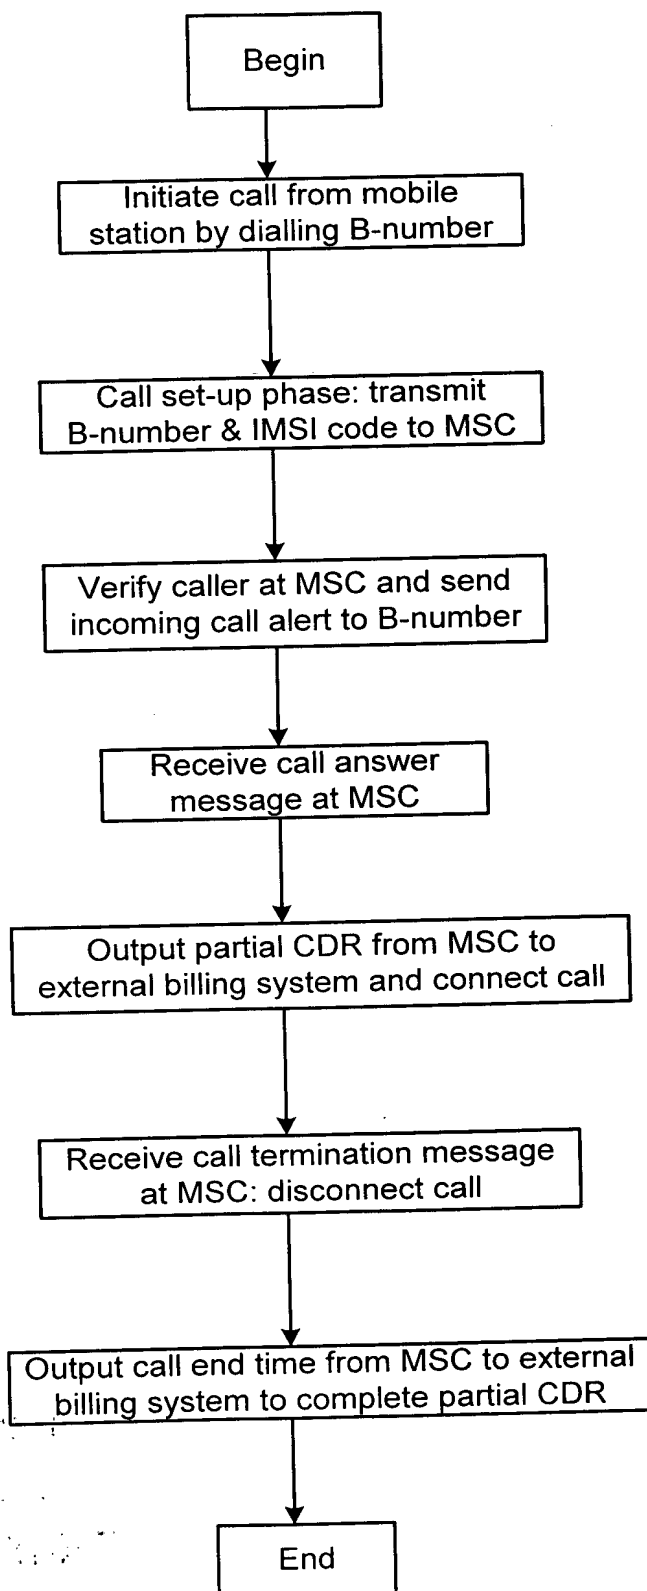 Begin
Initiate call from mobile
station by dialling B-number
Call set-up phase: transmit
B-number & IMSI code to MSC
Verify caller at MSC and send
incoming call alert to B-number
Receive call answer
message at MSC
Output partial CDR from MSC to
external billing system and connect call
Receive call termination message
at MSC: disconnect call
Output call end time from MSC to external
billing system to complete partial CDR
End